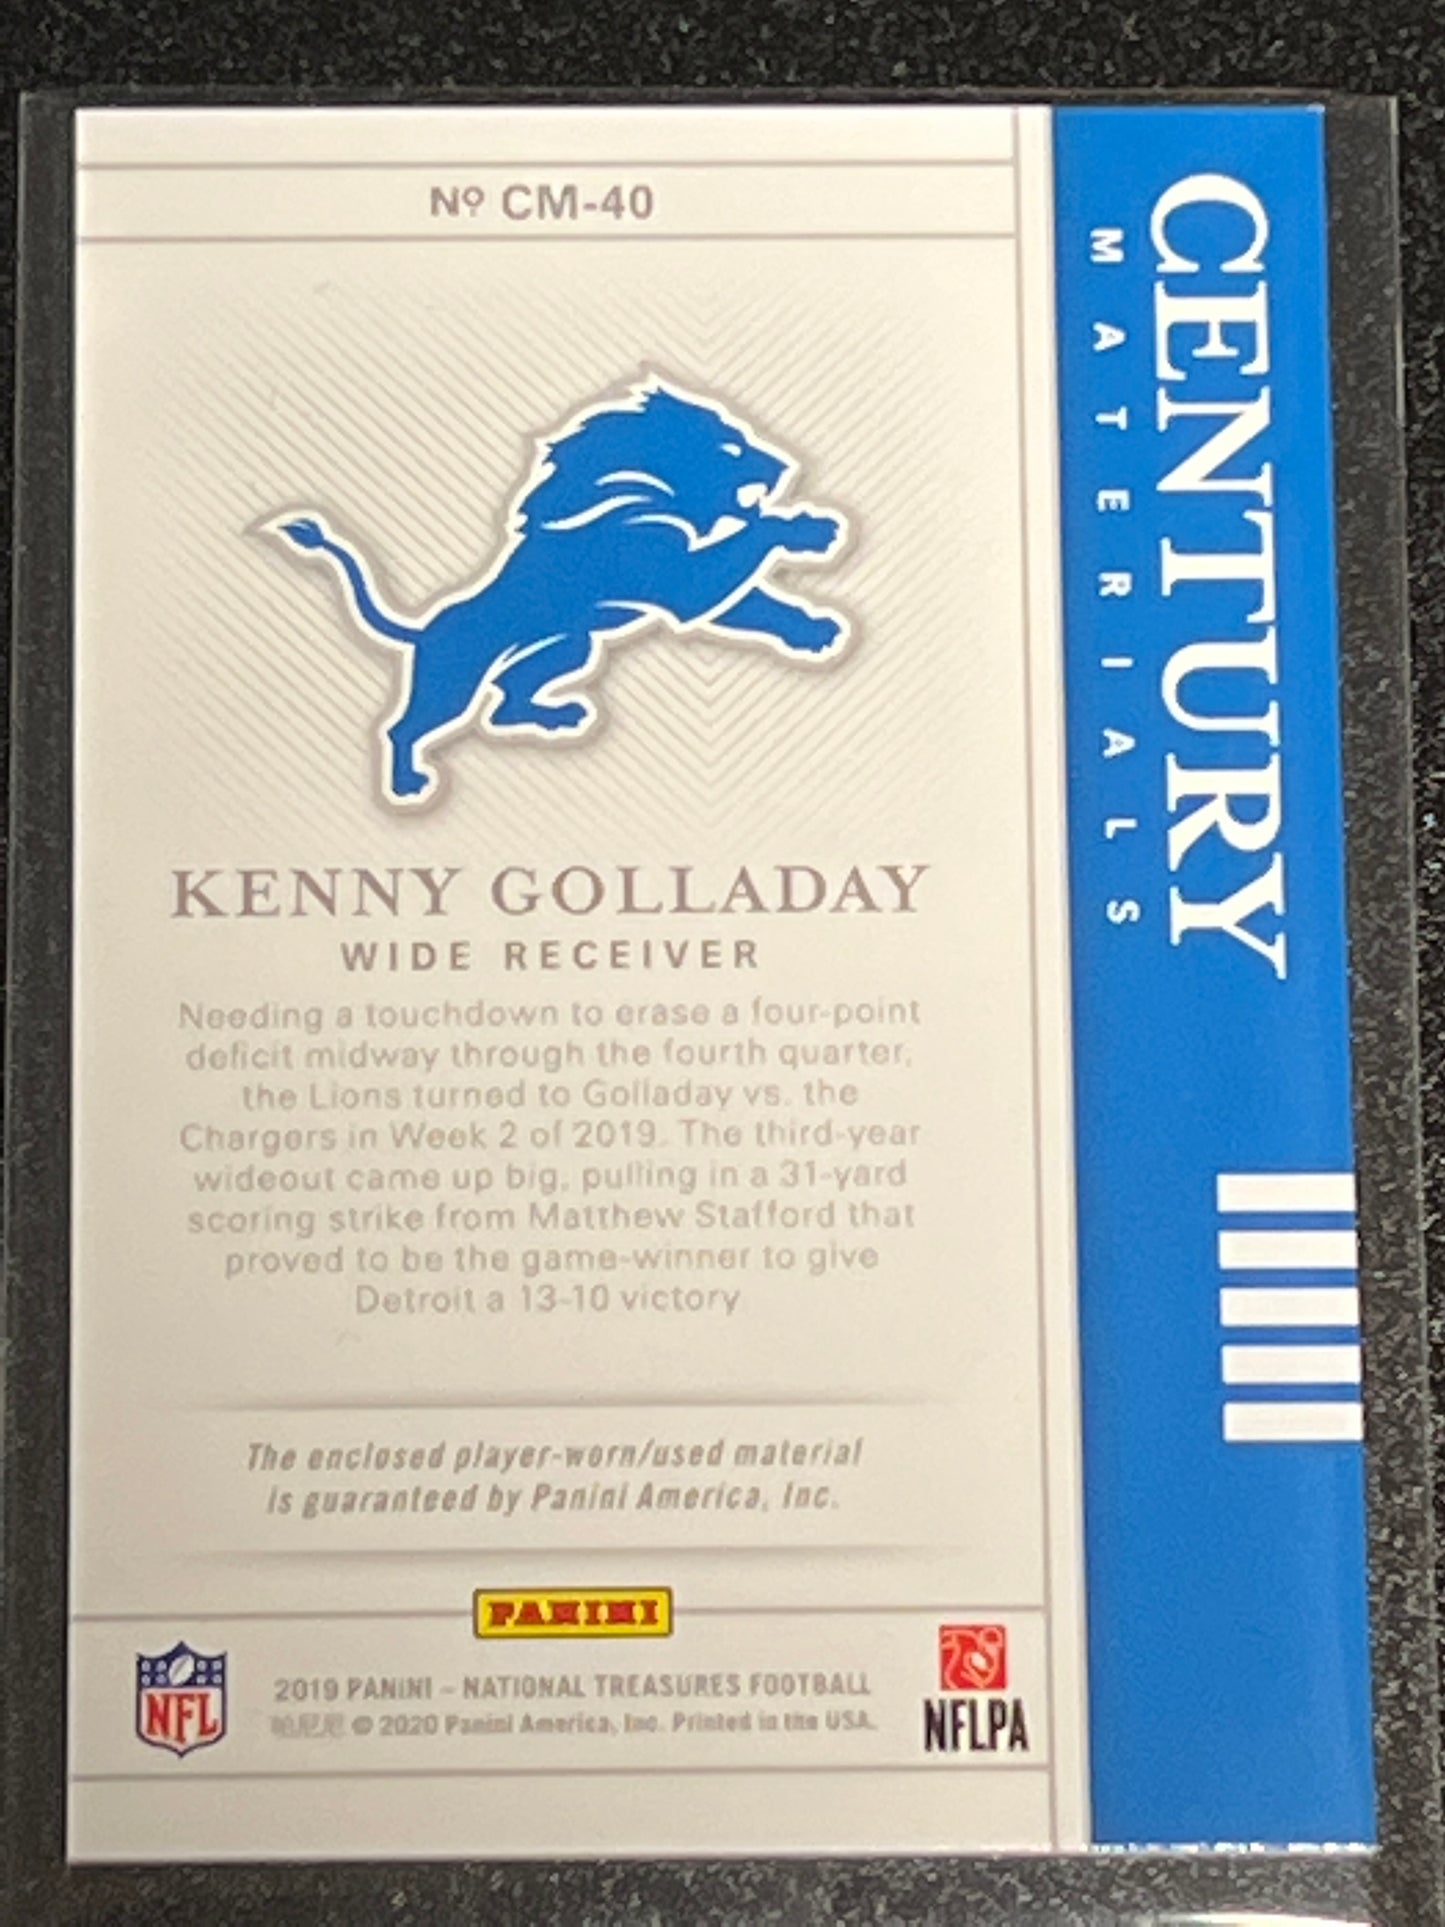 Nº CM-40
CENTURY
MATERIALS
KENNY GOLLADAY
WIDE RECEIVER
Needing a touchdown to erase a four-point
deficit midway through the fourth quarter,
the Lions turned to Golladay vs. the
Chargers in Week 2 of 2019. The third-year
wideout came up big, pulling in a 31-yard
scoring strike from Matthew Stafford that
proved to be the game-winner to give
Detroit a 13-10 victory
The enclosed player-worn/used material
is guaranteed by Panini America, Inc.
PANINI
NFL
2019 PANINI – NATIONAL TREASURES FOOTBALL
帕尼尼 © 2020 Panini America, Inc. Printed in the USA.
NFLPA